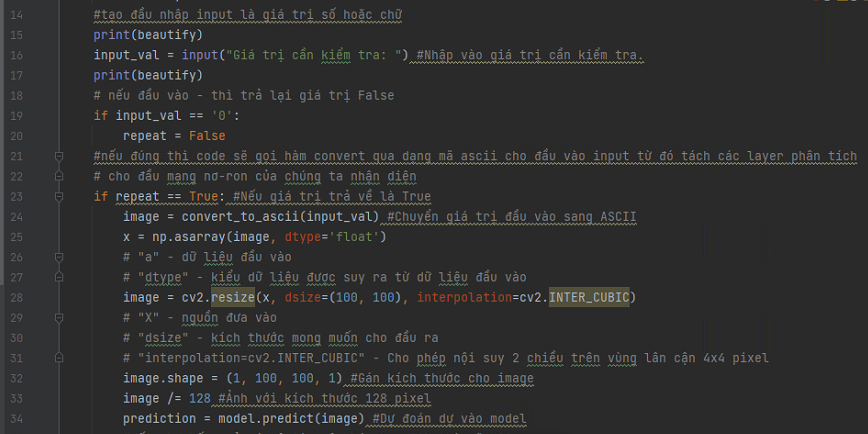 14 #tạo đầu nhập input là giá trị số hoặc chữ
15 print(beautify)
16 input_val = input("Giá trị cần kiểm tra: ") #Nhập vào giá trị cần kiểm tra.
17 print(beautify)
18 # nếu đầu vào - thì trả lại giá trị False
19 if input_val == '0':
20 repeat = False
21 #nếu đúng thì code sẽ gọi hàm convert qua dạng mã ascii cho đầu vào input từ đó tách các layer phân tích
22 # cho đầu mạng nơ-ron của chúng ta nhận diện
23 if repeat == True: #Nếu giá trị trả về là True
24 image = convert_to_ascii(input_val) #Chuyển giá trị đầu vào sang ASCII
25 x = np.asarray(image, dtype='float')
26 # "a" - dữ liệu đầu vào
27 # "dtype" - kiểu dữ liệu được suy ra từ dữ liệu đầu vào
28 image = cv2.resize(x, dsize=(100, 100), interpolation=cv2.INTER_CUBIC)
29 # "X" - nguồn đưa vào
30 # "dsize" - kích thước mong muốn cho đầu ra
31 # "interpolation=cv2.INTER_CUBIC" - Cho phép nội suy 2 chiều trên vùng lân cận 4x4 pixel
32 image.shape = (1, 100, 100, 1) #Gán kích thước cho image
33 image /= 128 #Ảnh với kích thước 128 pixel
34 prediction = model.predict(image) #Dự đoán dự vào model